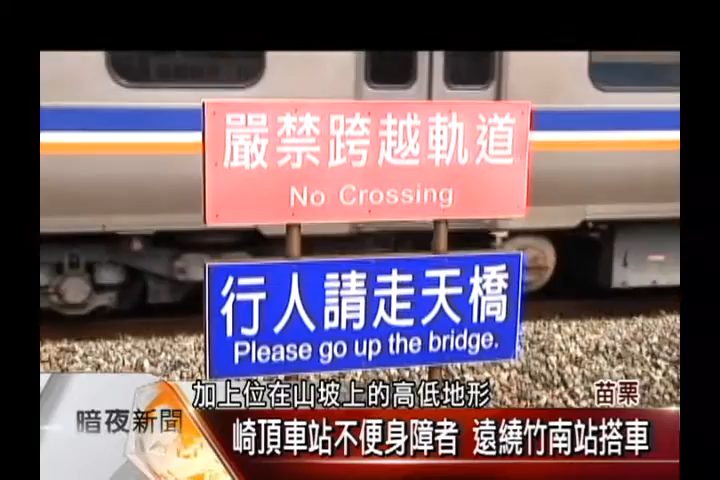 嚴禁跨越軌道
No Crossing
行人請走天橋
Please go up the bridge.
加上位在山坡上的高低地形
苗栗
暗夜新聞
崎頂車站不便身障者 遠繞竹南站搭車